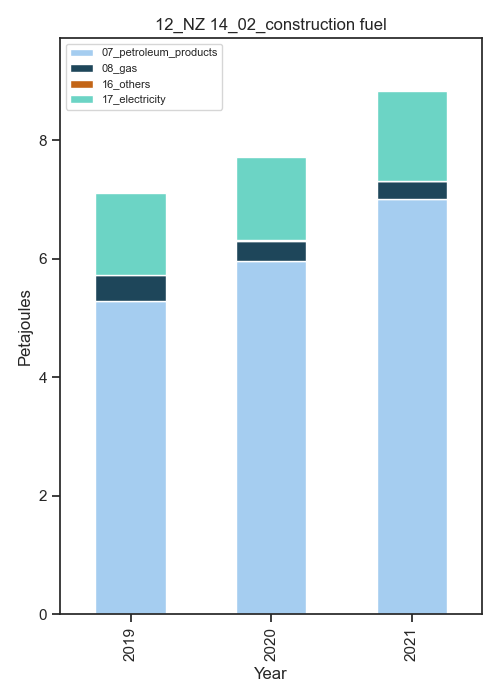 12_NZ 14_02_construction fuel
07_petroleum_products
08_gas
16_others
17_electricity
8
6
4
2
0
Petajoules
2019
2020
2021
Year